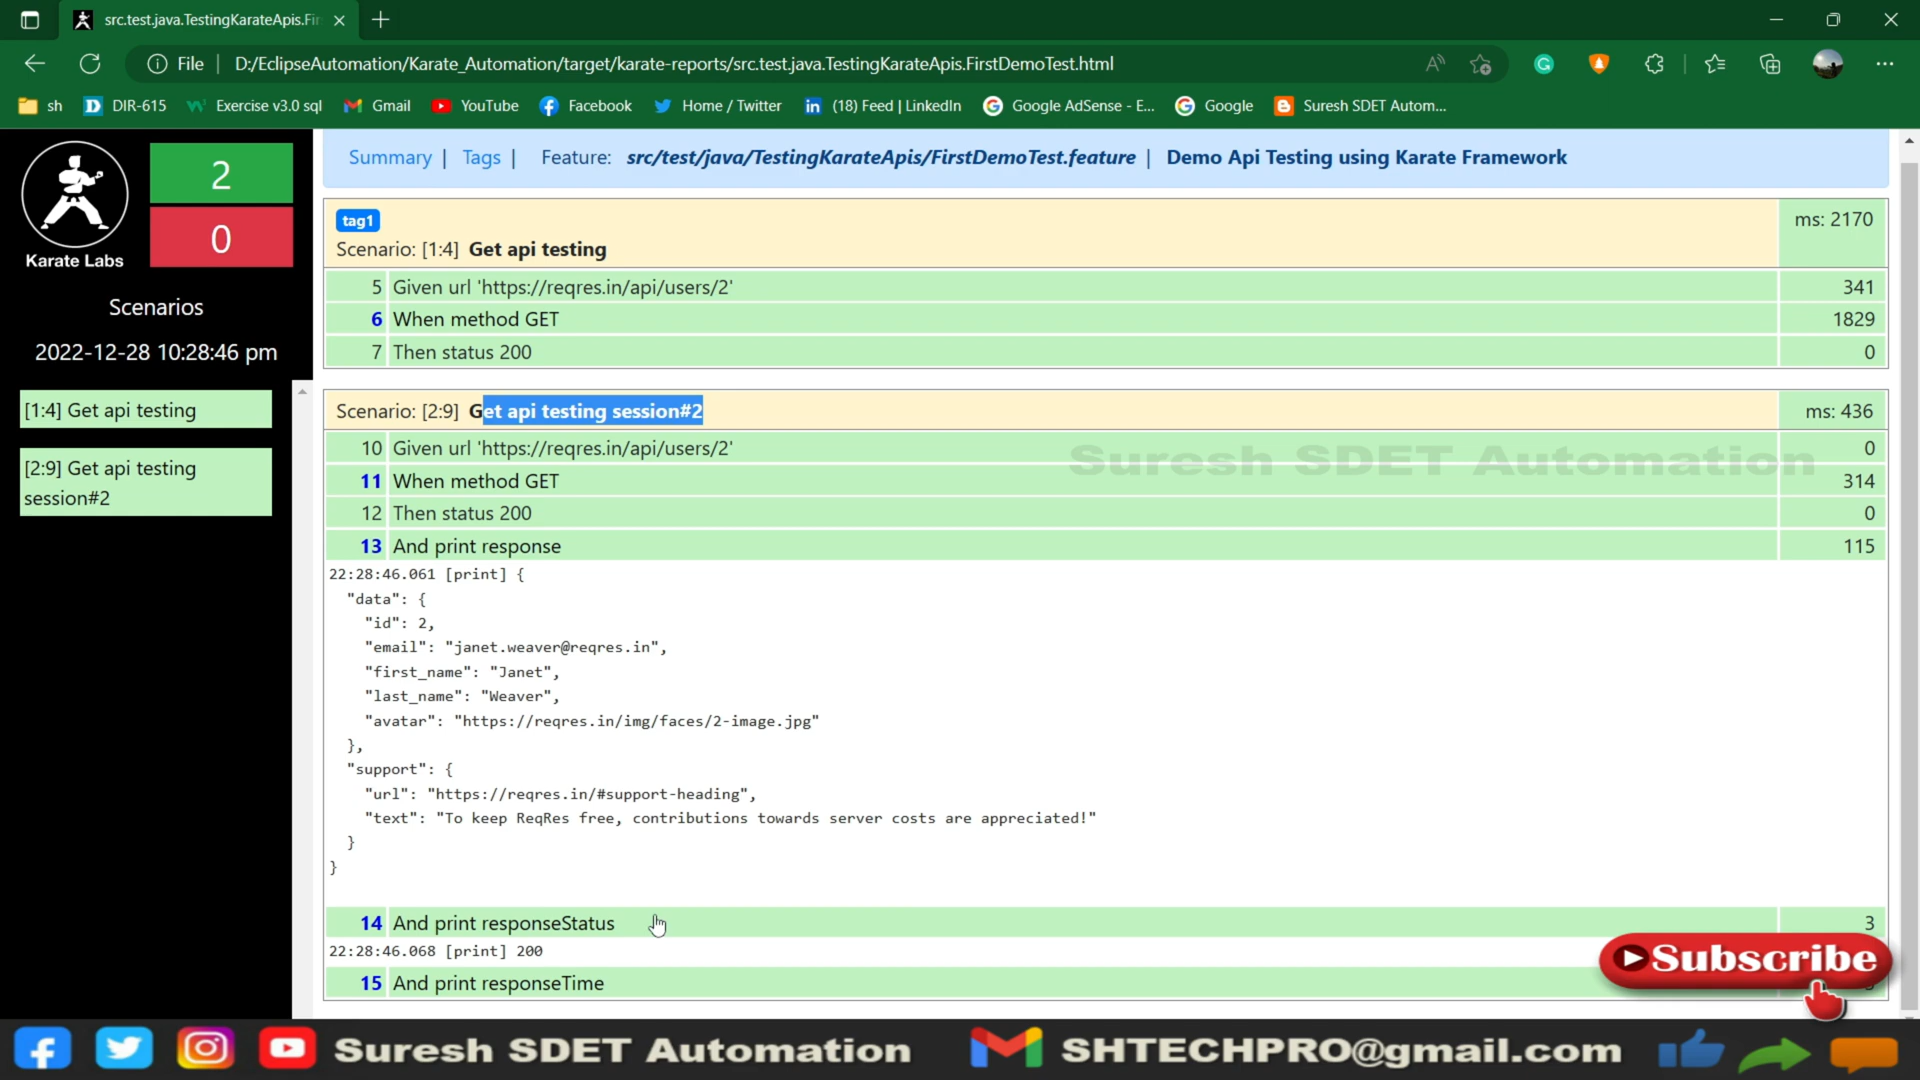 src.test.java.TestingKarateApis.Fir
File
D:/EclipseAutomation/Karate_Automation/target/karate-reports/src.test.java.TestingKarateApis.FirstDemoTest.html
sh
DIR-615
Exercise v3.0 sql
Gmail
YouTube
Facebook
Home / Twitter
(18) Feed | LinkedIn
Google AdSense - E...
Google
Suresh SDET Autom...
Karate Labs
2
0
Scenarios
2022-12-28 10:28:46 pm
[1:4] Get api testing
[2:9] Get api testing
session#2
Summary | Tags | Feature: src/test/java/TestingKarateApis/FirstDemoTest.feature | Demo Api Testing using Karate Framework
tag1
Scenario: [1:4] Get api testing ms: 2170
5 Given url 'https://reqres.in/api/users/2' 341
6 When method GET 1829
7 Then status 200 0
Scenario: [2:9] Get api testing session#2 ms: 436
10 Given url 'https://reqres.in/api/users/2' 0
Suresh SDET Automation
11 When method GET 314
12 Then status 200 0
13 And print response 115
22:28:46.061 [print] {
"data": {
"id": 2,
"email": "janet.weaver@reqres.in",
"first_name": "Janet",
"last_name": "Weaver",
"avatar": "https://reqres.in/img/faces/2-image.jpg"
},
"support": {
"url": "https://reqres.in/#support-heading",
"text": "To keep ReqRes free, contributions towards server costs are appreciated!"
}
}
14 And print responseStatus 3
22:28:46.068 [print] 200
15 And print responseTime
Subscribe
Suresh SDET Automation
SHTECHPRO@gmail.com